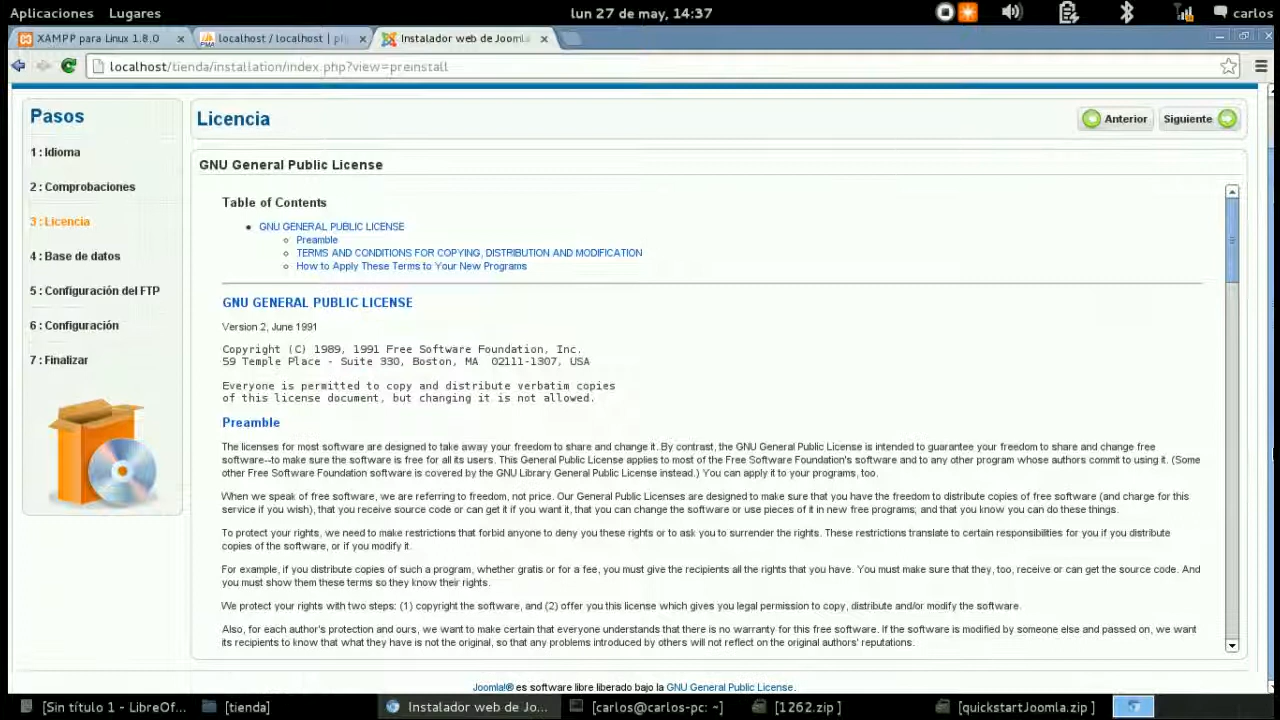 Aplicaciones Lugares lun 27 de may, 14:37 carlos
XAMPP para Linux 1.8.0 localhost / localhost | Instalador web de Joomla
localhost/tienda/installation/index.php?view=preinstall
Pasos
1 : Idioma
2 : Comprobaciones
3 : Licencia
4 : Base de datos
5 : Configuración del FTP
6 : Configuración
7 : Finalizar
Licencia
Anterior Siguiente
GNU General Public License
Table of Contents
GNU GENERAL PUBLIC LICENSE
Preamble
TERMS AND CONDITIONS FOR COPYING, DISTRIBUTION AND MODIFICATION
How to Apply These Terms to Your New Programs
GNU GENERAL PUBLIC LICENSE
Version 2, June 1991
Copyright (C) 1989, 1991 Free Software Foundation, Inc.
59 Temple Place - Suite 330, Boston, MA 02111-1307, USA
Everyone is permitted to copy and distribute verbatim copies
of this license document, but changing it is not allowed.
Preamble
The licenses for most software are designed to take away your freedom to share and change it. By contrast, the GNU General Public License is intended to guarantee your freedom to share and change free
software--to make sure the software is free for all its users. This General Public License applies to most of the Free Software Foundation's software and to any other program whose authors commit to using it. (Some
other Free Software Foundation software is covered by the GNU Library General Public License instead.) You can apply it to your programs, too.
When we speak of free software, we are referring to freedom, not price. Our General Public Licenses are designed to make sure that you have the freedom to distribute copies of free software (and charge for this
service if you wish), that you receive source code or can get it if you want it, that you can change the software or use pieces of it in new free programs; and that you know you can do these things.
To protect your rights, we need to make restrictions that forbid anyone to deny you these rights or to ask you to surrender the rights. These restrictions translate to certain responsibilities for you if you distribute
copies of the software, or if you modify it.
For example, if you distribute copies of such a program, whether gratis or for a fee, you must give the recipients all the rights that you have. You must make sure that they, too, receive or can get the source code. And
you must show them these terms so they know their rights.
We protect your rights with two steps: (1) copyright the software, and (2) offer you this license which gives you legal permission to copy, distribute and/or modify the software.
Also, for each author's protection and ours, we want to make certain that everyone understands that there is no warranty for this free software. If the software is modified by someone else and passed on, we want
its recipients to know that what they have is not the original, so that any problems introduced by others will not reflect on the original authors' reputations.
Joomla!® es software libre liberado bajo la GNU General Public License.
[Sin título 1 - LibreOf... [tienda] Instalador web de Jo... [carlos@carlos-pc: ~] [1262.zip ] [quickstartJoomla.zip ]